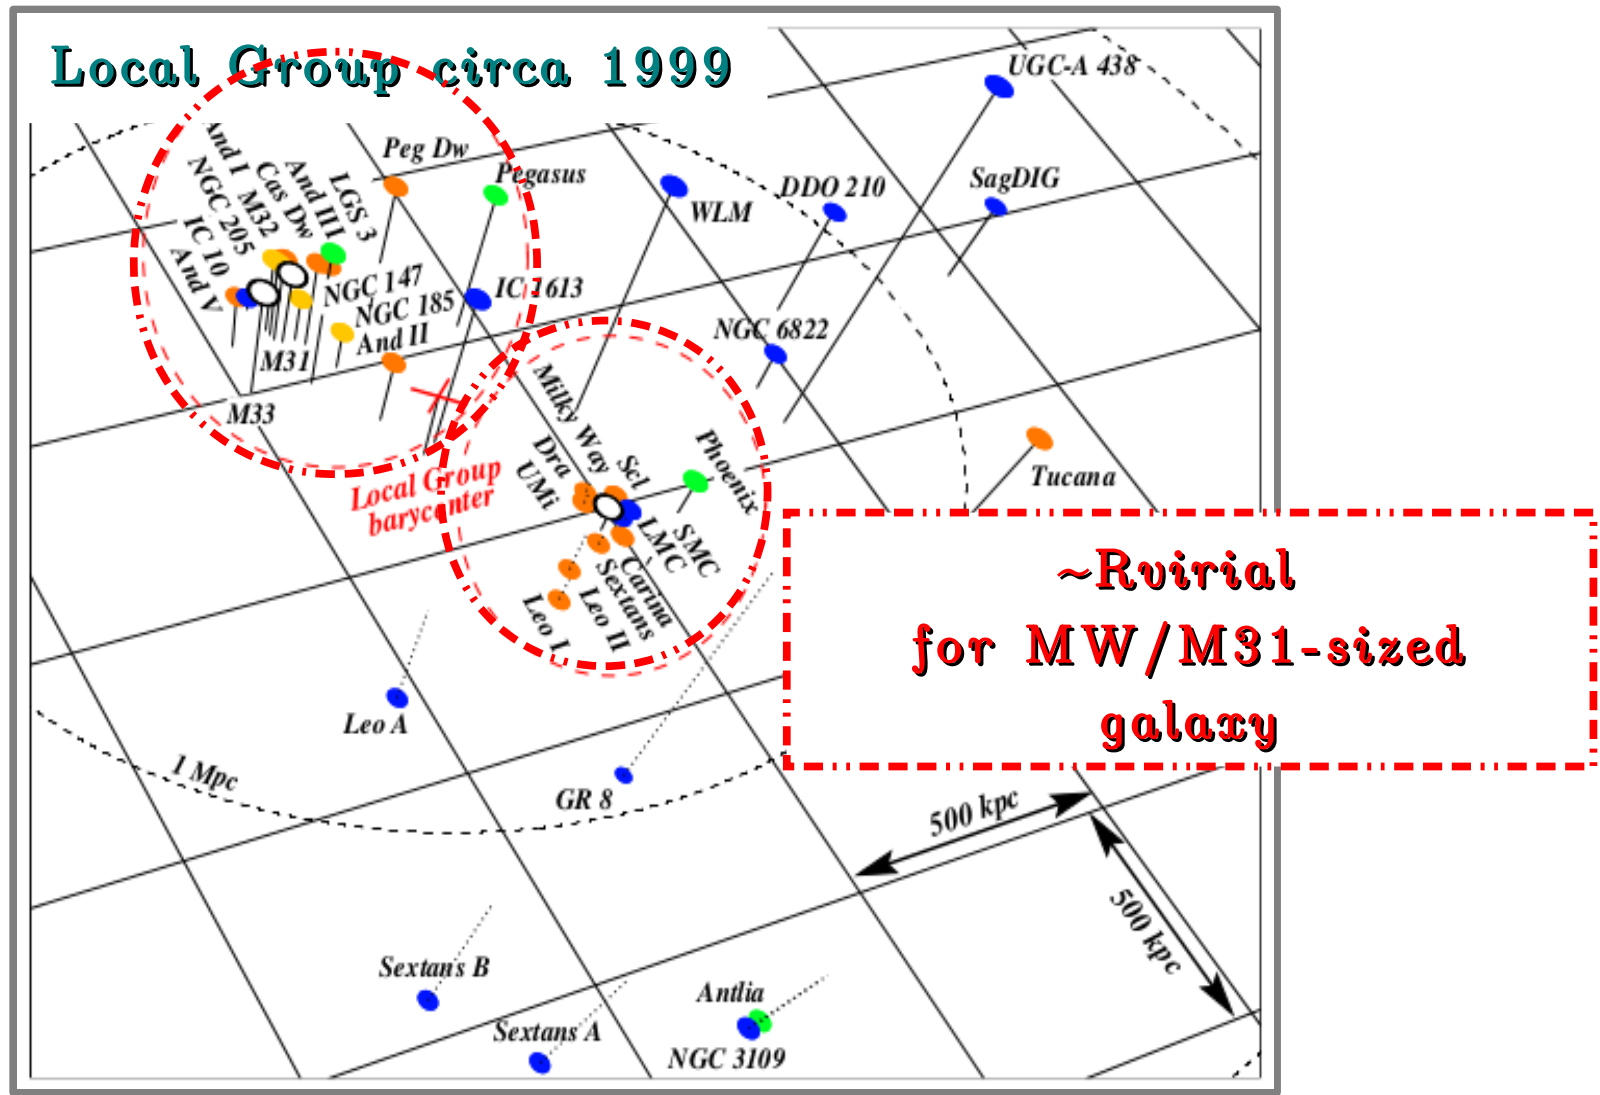 Local Group circa 1999
UGC-A 438
Peg Dw
Pegasus
SagDIG
DDO 210
WLM
And I
NGC 205
M32
Cas Dw
And III
LGS 3
IC 10
And V
NGC 147
NGC 185
And II
IC 1613
NGC 6822
M31
M33
Milky Way
Dra
UMi
Scl
Phoenix
Tucana
Local Group
barycenter
LMC
SMC
Carina
Sextans
Leo II
Leo I
~Rvirial
for MW/M31-sized
galaxy
Leo A
1 Mpc
GR 8
500 kpc
500 kpc
Sextans B
Antlia
Sextans A
NGC 3109